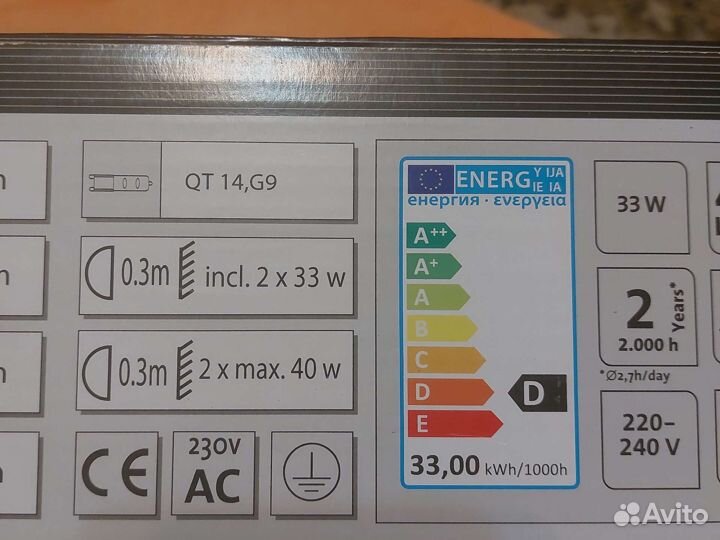 QT 14,G9
0.3m incl. 2 x 33 w
0.3m 2 x max. 40 w
CE
230V
AC
ENERG Y IJA
IE IA
енергия · ενεργεια
A++
A+
A
B
C
D
E
D
33,00 kWh/1000h
33 W
2 Years*
2.000 h
*Ø2,7h/day
220–
240 V
Avito